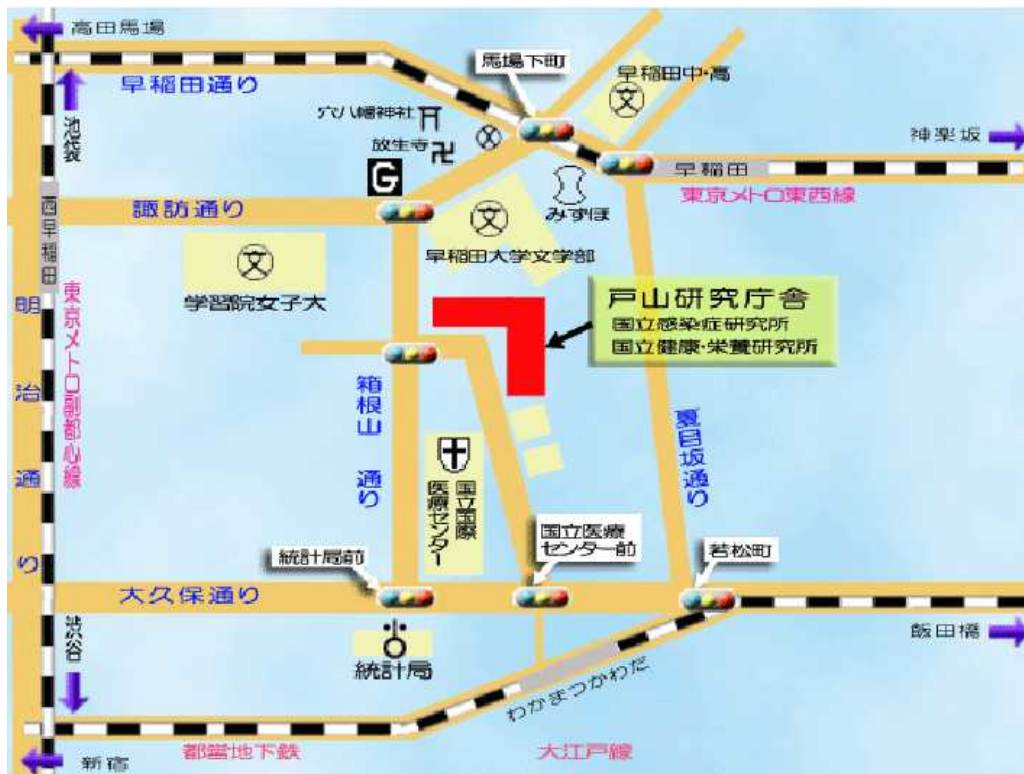 高田馬場
馬場下町
早稲田中・高
早稲田通り
穴八幡神社
放生寺
神楽坂
池袋
G
早稲田
東京メトロ東西線
みずほ
西早稲田
諏訪通り
早稲田大学文学部
学習院女子大
戸山研究庁舎
国立感染症研究所
国立健康・栄養研究所
明治通り
東京メトロ副都心線
箱根山 通り
夏目坂通り
国立国際
医療センター
国立医療
センター前
統計局前
若松町
大久保通り
渋谷
統計局
飯田橋
わかまつかわだ
都営地下鉄
大江戸線
新宿